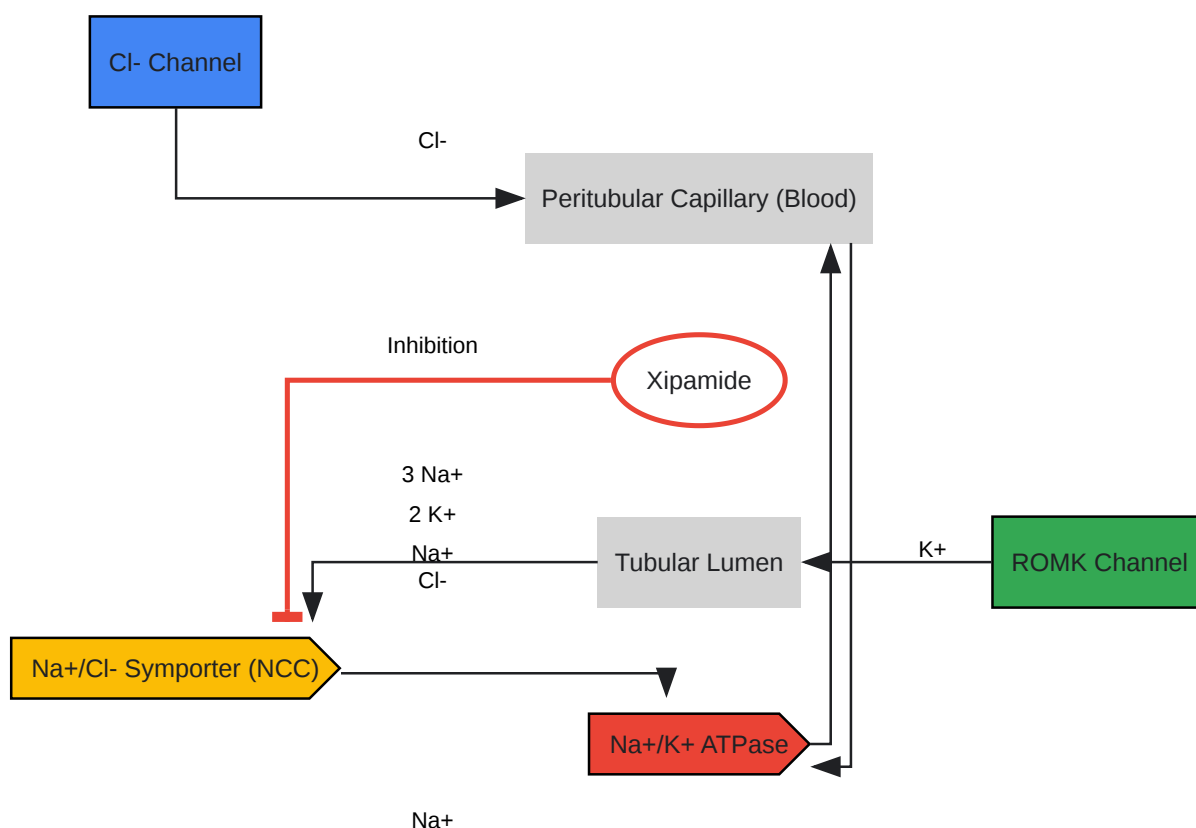 Cl- Channel
Cl-
Peritubular Capillary (Blood)
Inhibition
Xipamide
3 Na+
2 K+
Na+
Cl-
Tubular Lumen
K+
ROMK Channel
Na+/Cl- Symporter (NCC)
Na+/K+ ATPase
Na+